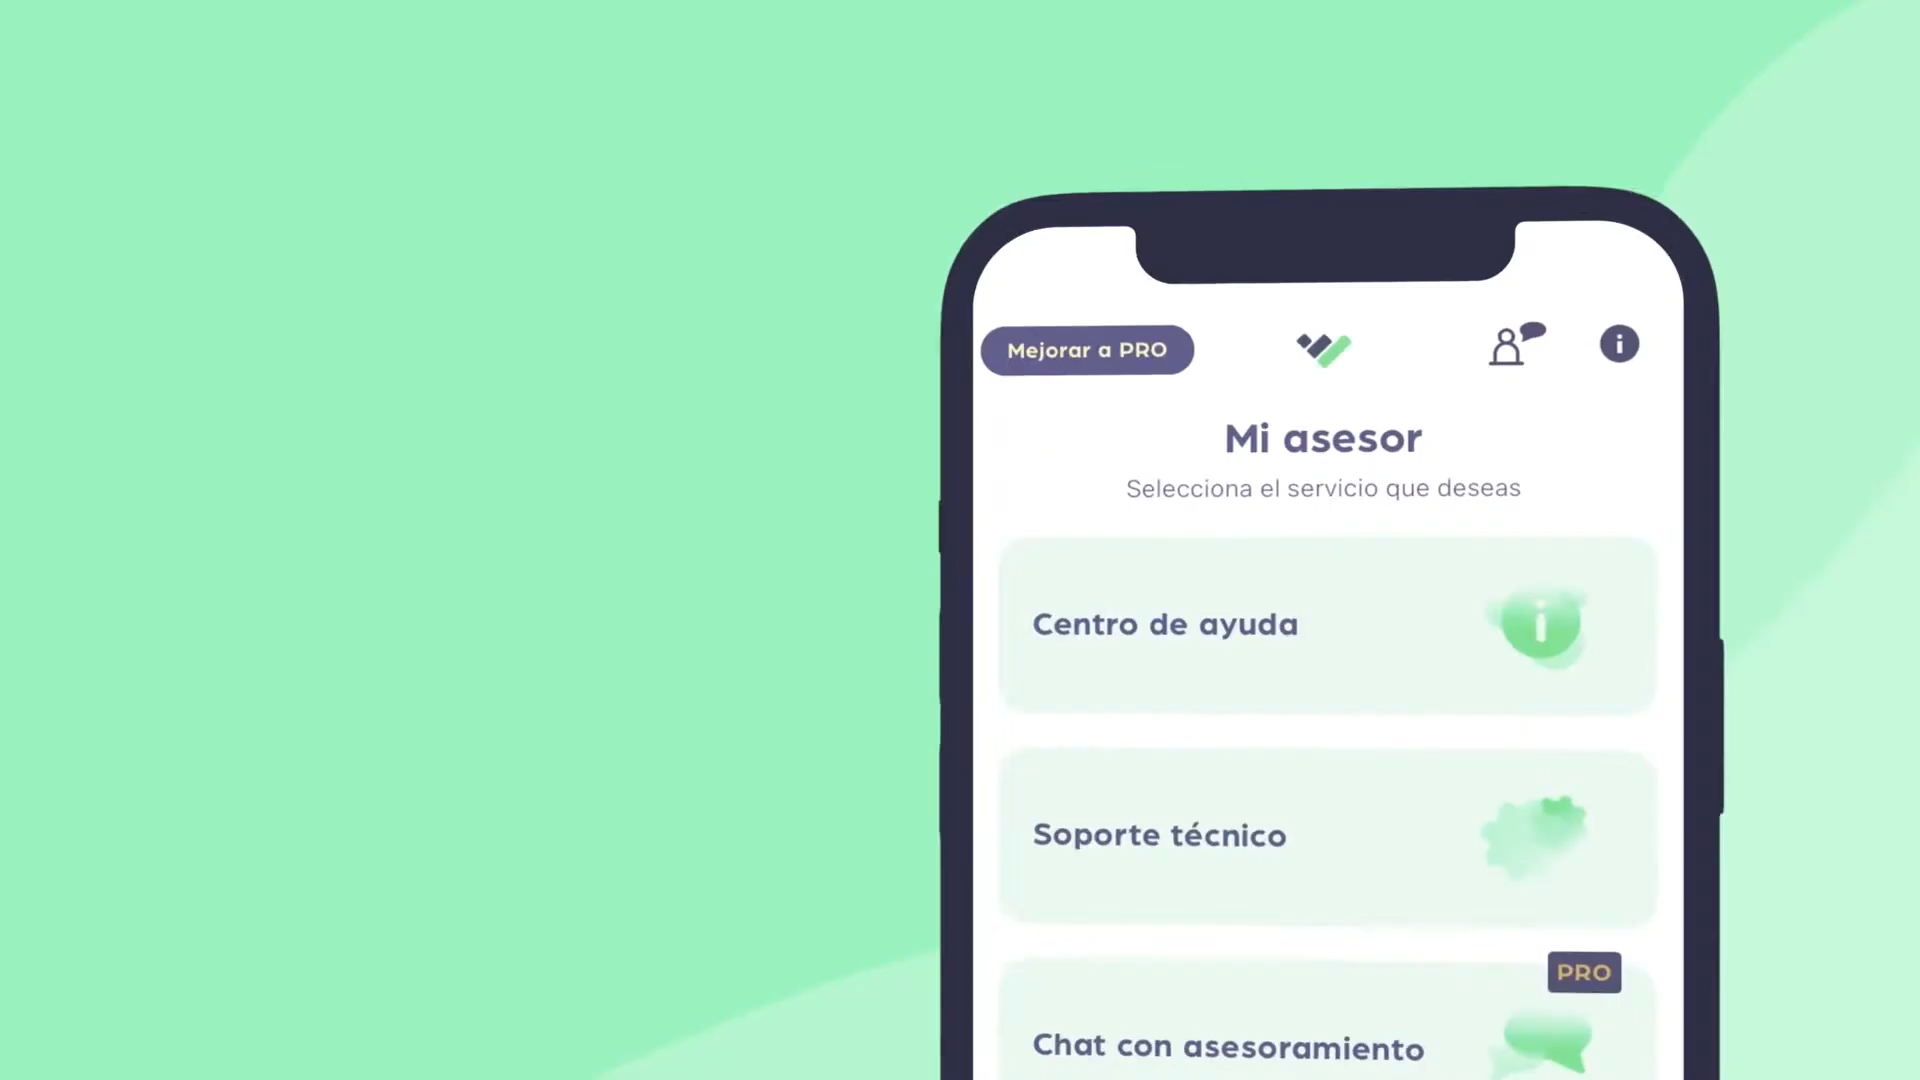 Mejorar a PRO
Mi asesor
Selecciona el servicio que deseas
Centro de ayuda
Soporte técnico
PRO
Chat con asesoramiento